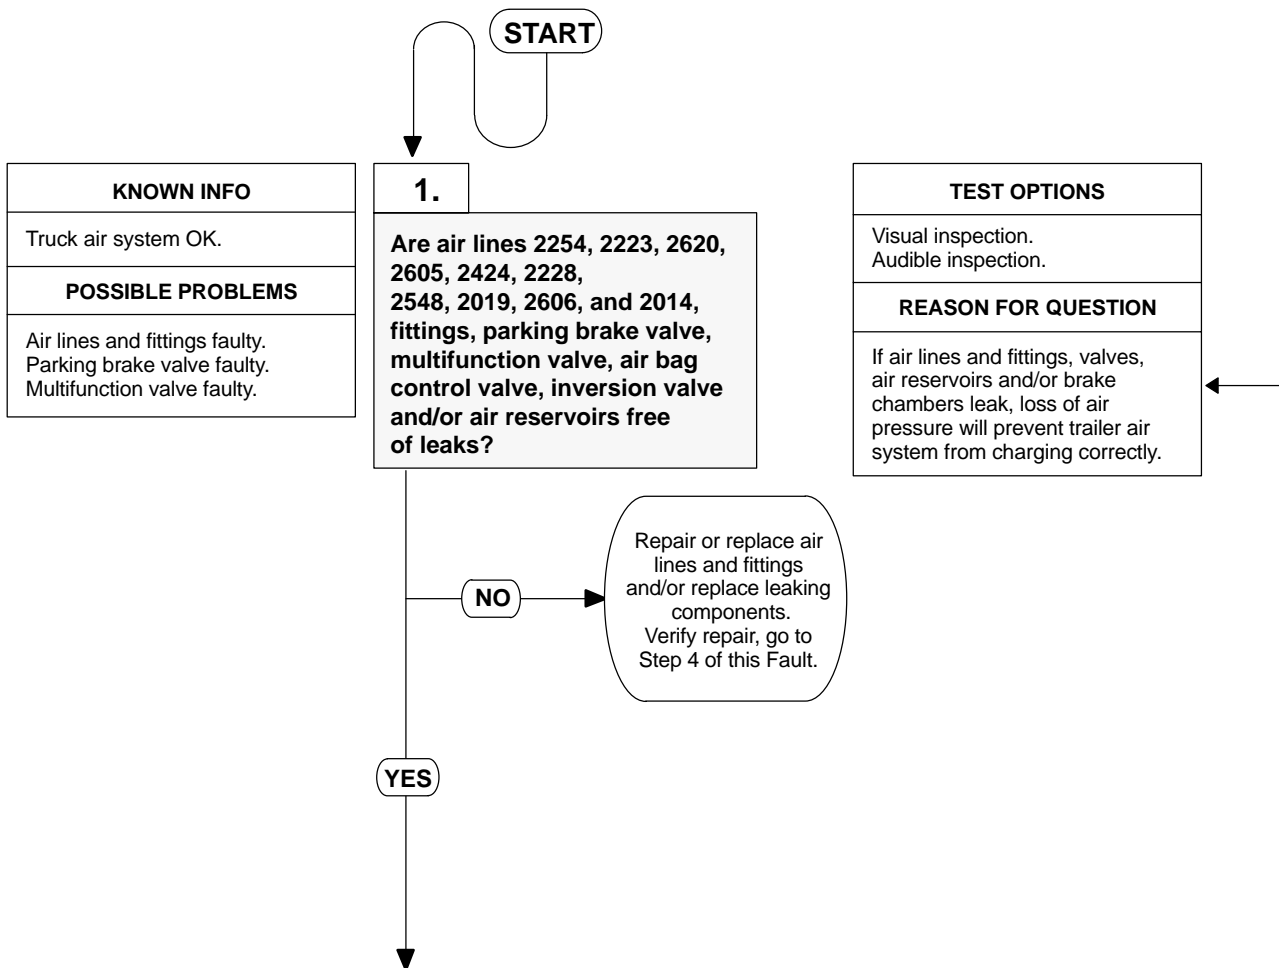 START
KNOWN INFO
Truck air system OK.
POSSIBLE PROBLEMS
Air lines and fittings faulty.
Parking brake valve faulty.
Multifunction valve faulty.
1.
Are air lines 2254, 2223, 2620,
2605, 2424, 2228,
2548, 2019, 2606, and 2014,
fittings, parking brake valve,
multifunction valve, air bag
control valve, inversion valve
and/or air reservoirs free
of leaks?
TEST OPTIONS
Visual inspection.
Audible inspection.
REASON FOR QUESTION
If air lines and fittings, valves,
air reservoirs and/or brake
chambers leak, loss of air
pressure will prevent trailer air
system from charging correctly.
NO
Repair or replace air
lines and fittings
and/or replace leaking
components.
Verify repair, go to
Step 4 of this Fault.
YES